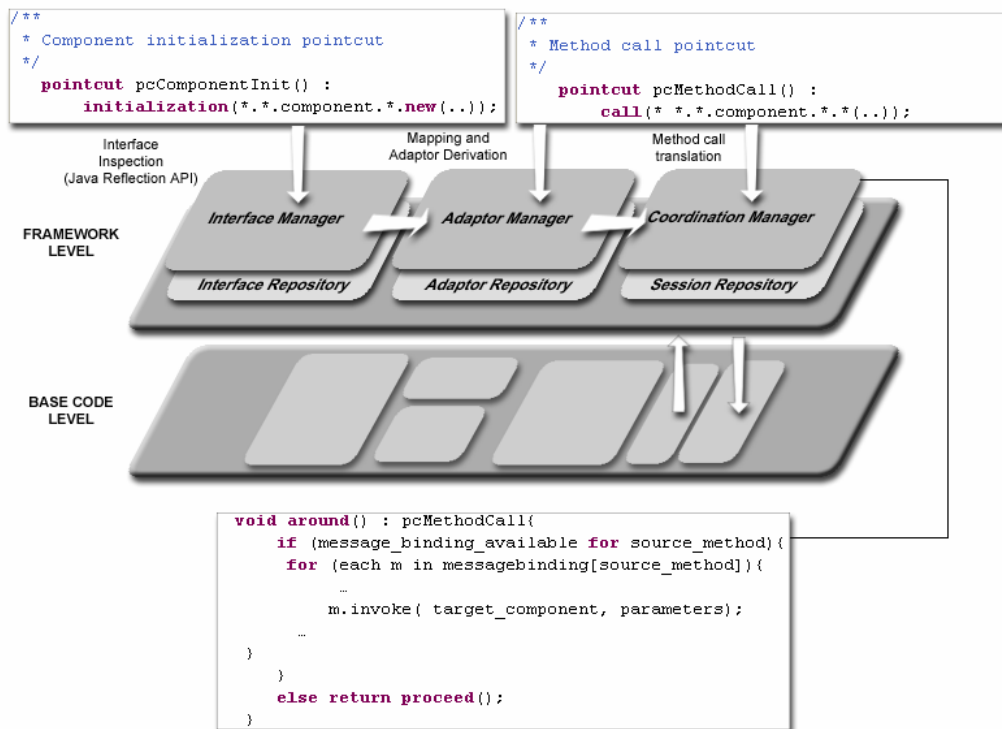 /**
* Component initialization pointcut
*/
pointcut pcComponentInit() :
initialization(*.*.component.*.new(..));
/**
* Method call pointcut
*/
pointcut pcMethodCall() :
call(* *.*.component.*.*(..));
Interface
Inspection
(Java Reflection API)
Mapping and
Adaptor Derivation
Method call
translation
FRAMEWORK
LEVEL
Interface Manager
Adaptor Manager
Coordination Manager
Interface Repository
Adaptor Repository
Session Repository
BASE CODE
LEVEL
void around() : pcMethodCall{
if (message_binding_available for source_method){
for (each m in messagebinding[source_method]){
…
m.invoke( target_component, parameters);
…
}
}
else return proceed();
}